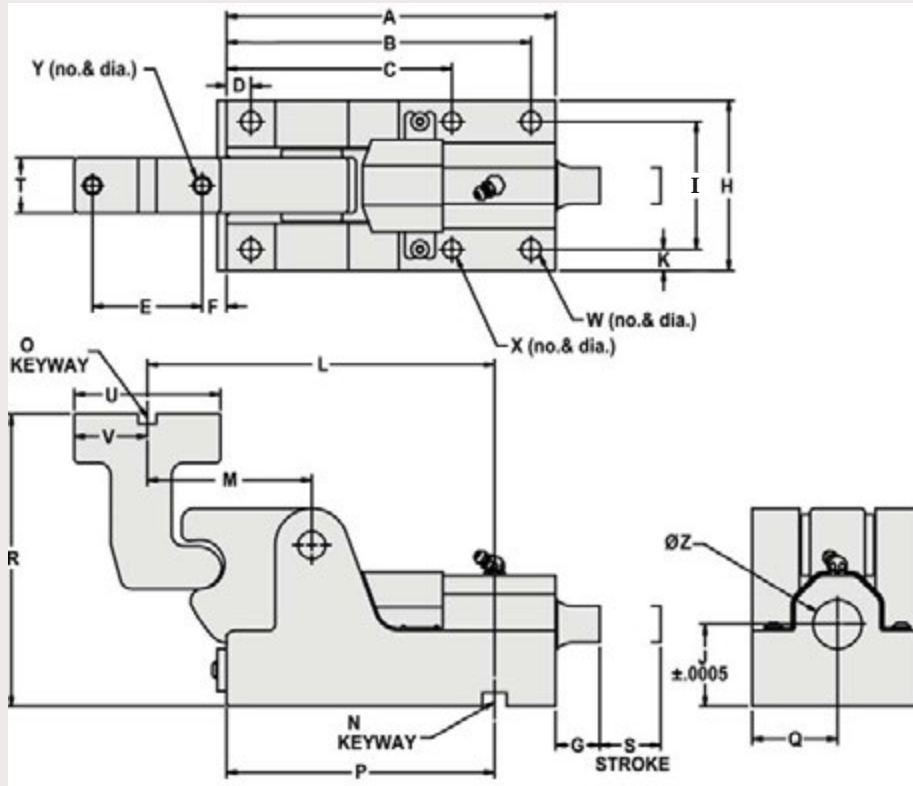 A
B
C
D
Y (no.& dia.)
T
I
H
K
E
F
W (no.& dia.)
X (no.& dia.)
O
KEYWAY
L
U
V
M
R
ØZ
J
±.0005
N
KEYWAY
G
S
STROKE
P
Q